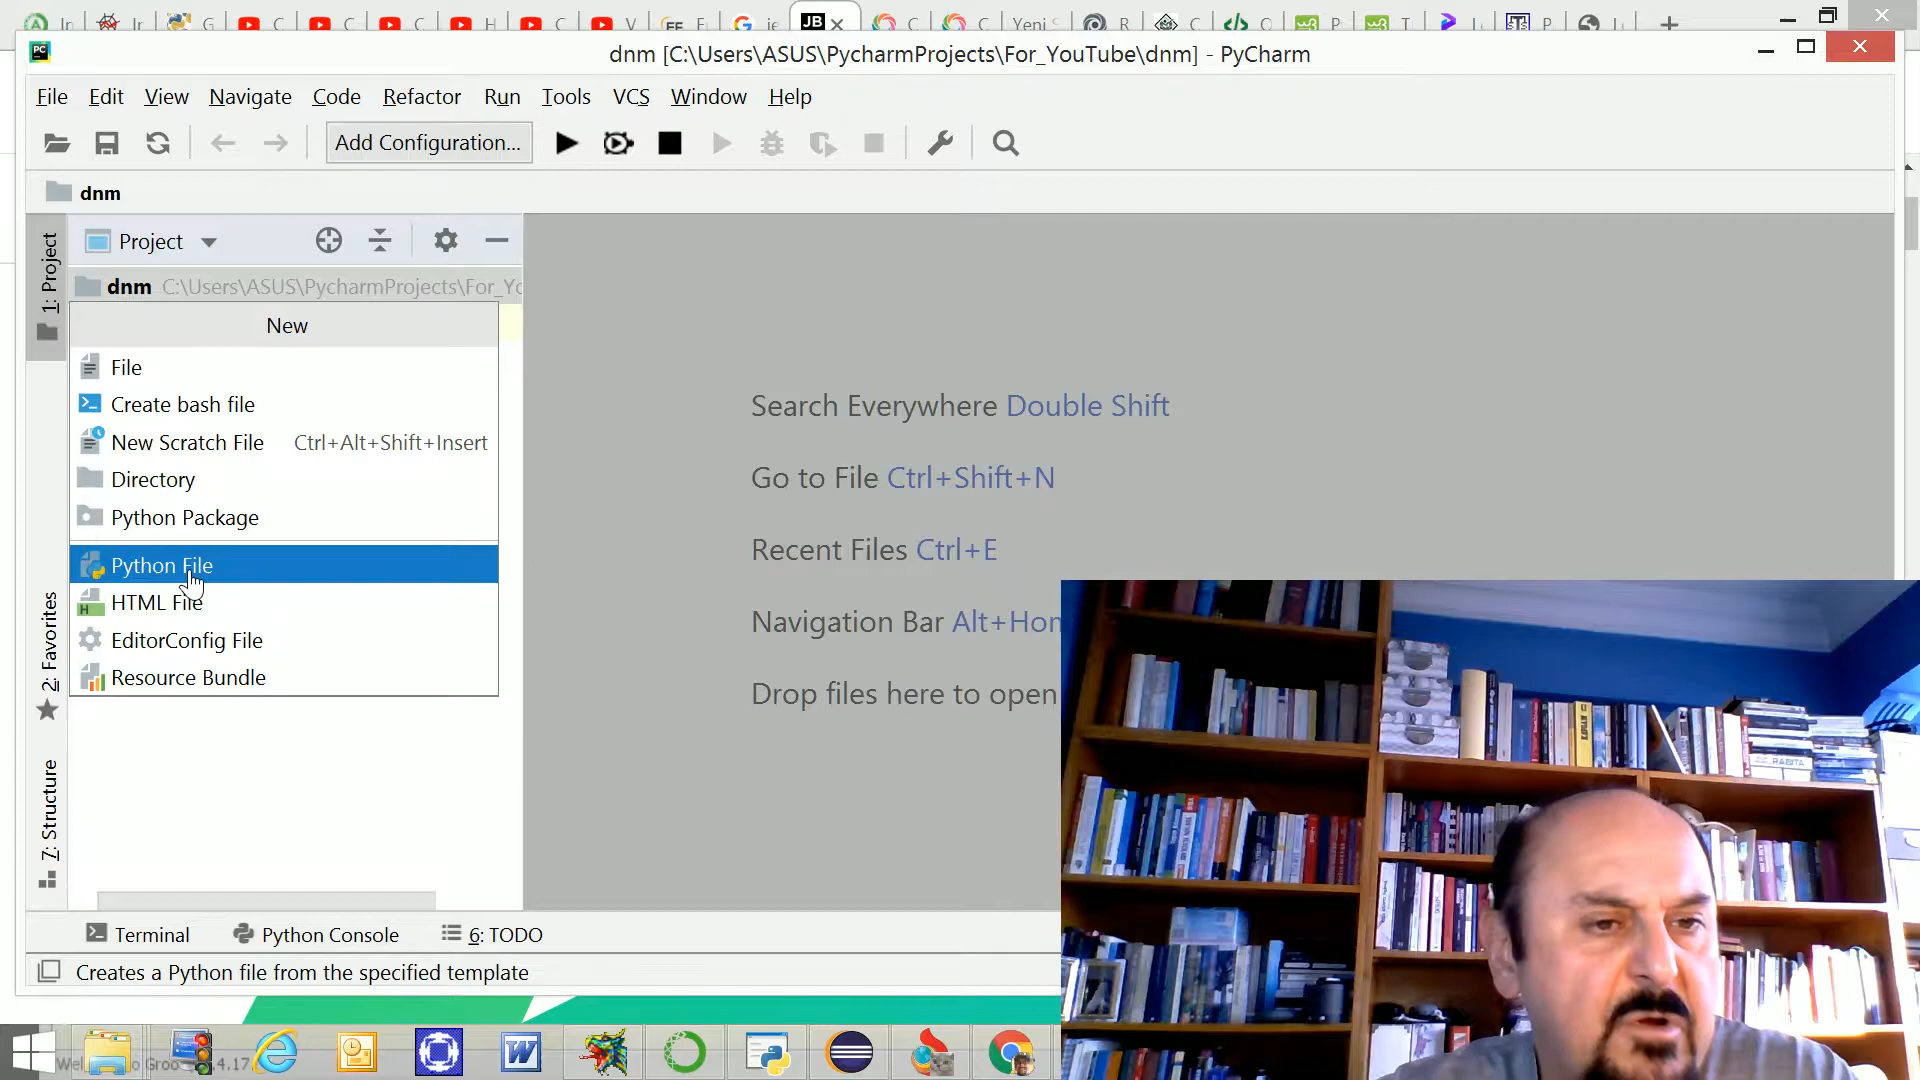 JB
Yeni
dnm [C:\Users\ASUS\PycharmProjects\For_YouTube\dnm] - PyCharm
File Edit View Navigate Code Refactor Run Tools VCS Window Help
Add Configuration...
dnm
1: Project
Project
dnm C:\Users\ASUS\PycharmProjects\For_Yo
New
File
Create bash file
New Scratch File Ctrl+Alt+Shift+Insert
Directory
Python Package
Python File
HTML File
EditorConfig File
Resource Bundle
Search Everywhere Double Shift
Go to File Ctrl+Shift+N
Recent Files Ctrl+E
Navigation Bar Alt+Hom
Drop files here to open
2: Favorites
7: Structure
Terminal Python Console 6: TODO
Creates a Python file from the specified template